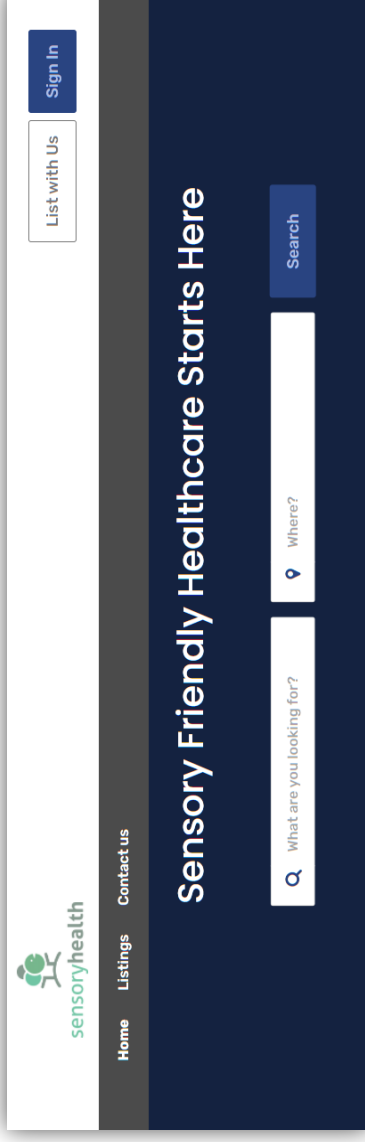 sensoryhealth
List with Us
Sign In
Home Listings Contact us
Sensory Friendly Healthcare Starts Here
What are you looking for? Where? Search